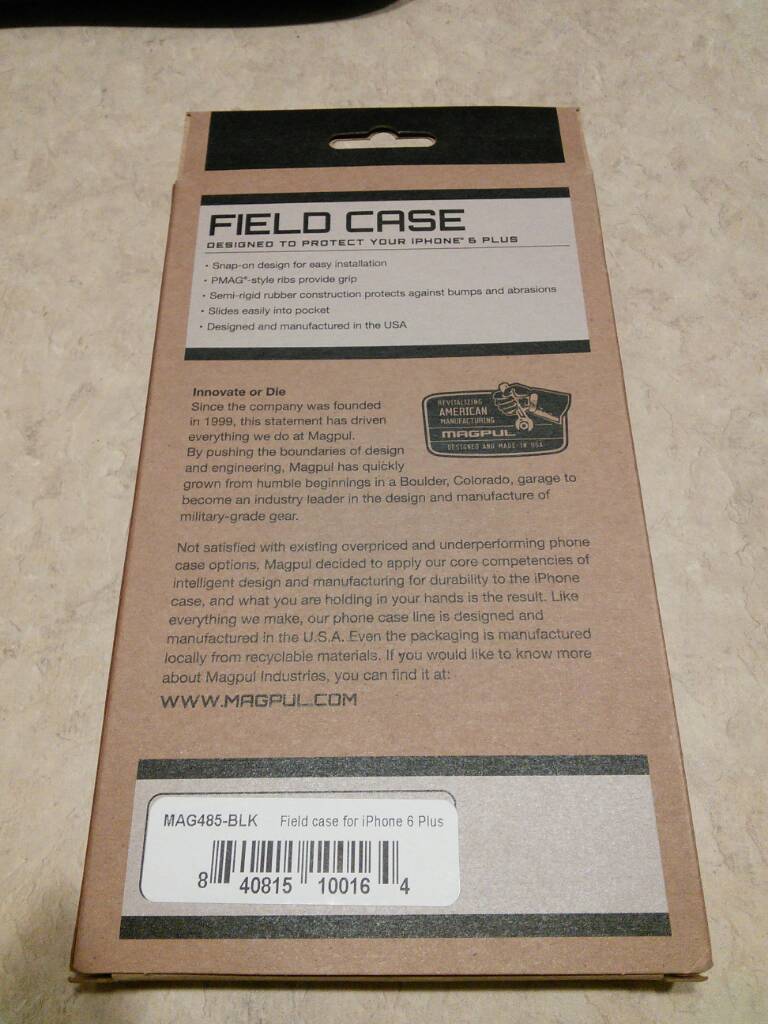 FIELD CASE
DESIGNED TO PROTECT YOUR iPHONE™ 6 PLUS
• Snap-on design for easy installation
• PMAG®-style ribs provide grip
• Semi-rigid rubber construction protects against bumps and abrasions
• Slides easily into pocket
• Designed and manufactured in the USA
Innovate or Die
Since the company was founded
in 1999, this statement has driven
everything we do at Magpul.
By pushing the boundaries of design
and engineering, Magpul has quickly
grown from humble beginnings in a Boulder, Colorado, garage to
become an industry leader in the design and manufacture of
military-grade gear.
REVITALIZING
AMERICAN
MANUFACTURING
MAGPUL
DESIGNED AND MADE IN USA
Not satisfied with existing overpriced and underperforming phone
case options, Magpul decided to apply our core competencies of
intelligent design and manufacturing for durability to the iPhone
case, and what you are holding in your hands is the result. Like
everything we make, our phone case line is designed and
manufactured in the U.S.A. Even the packaging is manufactured
locally from recyclable materials. If you would like to know more
about Magpul Industries, you can find it at:
WWW.MAGPUL.COM
MAG485-BLK Field case for iPhone 6 Plus
8 40815 10016 4